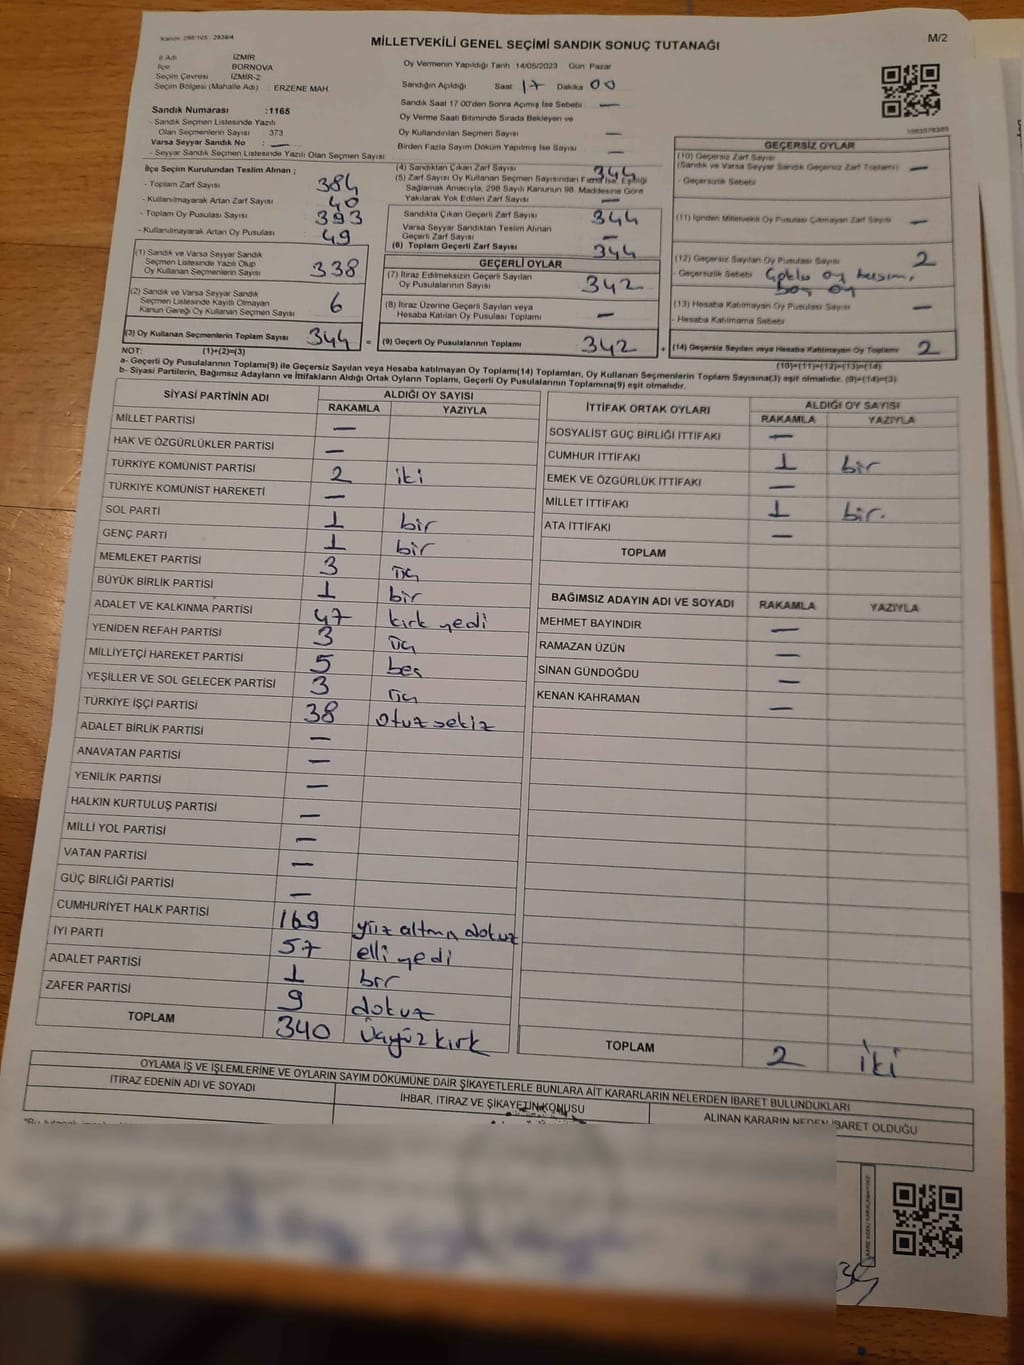 Kanun: 298/105 , 2839/4
M/2
MİLLETVEKİLİ GENEL SEÇİMİ SANDIK SONUÇ TUTANAĞI
İl Adı İZMİR
İlçe BORNOVA
Seçim Çevresi İZMİR-2
Seçim Bölgesi (Mahalle Adı) ERZENE MAH.
Sandık Numarası :1165
- Sandık Seçmen Listesinde Yazılı
Olan Seçmenlerin Sayısı : 373
Varsa Seyyar Sandık No : —
- Seyyar Sandık Seçmen Listesinde Yazılı Olan Seçmen Sayısı
Oy Vermenin Yapıldığı Tarih 14/05/2023 Gün Pazar
Sandığın Açıldığı Saat 17 Dakika 00
Sandık Saat 17.00'den Sonra Açılmış İse Sebebi —
Oy Verme Saati Bitiminde Sırada Bekleyen ve
Oy Kullandırılan Seçmen Sayısı —
Birden Fazla Sayım Döküm Yapılmış İse Sayısı —
İlçe Seçim Kurulundan Teslim Alınan ;
- Toplam Zarf Sayısı 384
- Kullanılmayarak Artan Zarf Sayısı 40
- Toplam Oy Pusulası Sayısı 393
- Kullanılmayarak Artan Oy Pusulası 49
(1) Sandık ve Varsa Seyyar Sandık
Seçmen Listesinde Yazılı Olup
Oy Kullanan Seçmenlerin Sayısı 338
(2) Sandık ve Varsa Seyyar Sandık
Seçmen Listesinde Kayıtlı Olmayan
Kanun Gereği Oy Kullanan Seçmen Sayısı 6
(3) Oy Kullanan Seçmenlerin Toplam Sayısı 344 =
(4) Sandıktan Çıkan Zarf Sayısı 344
(5) Zarf Sayısı Oy Kullanan Seçmen Sayısından Fazla İse, Eşitliği
Sağlamak Amacıyla, 298 Sayılı Kanunun 98. Maddesine Göre
Yakılarak Yok Edilen Zarf Sayısı —
Sandıkta Çıkan Geçerli Zarf Sayısı 344
Varsa Seyyar Sandıktan Teslim Alınan
Geçerli Zarf Sayısı —
(6) Toplam Geçerli Zarf Sayısı 344
GEÇERLİ OYLAR
(7) İtiraz Edilmeksizin Geçerli Sayılan
Oy Pusulalarının Sayısı 342
(8) İtiraz Üzerine Geçerli Sayılan veya
Hesaba Katılan Oy Pusulası Toplamı —
(9) Geçerli Oy Pusulalarının Toplamı 342 +
GEÇERSİZ OYLAR
(10) Geçersiz Zarf Sayısı
(Sandık ve Varsa Seyyar Sandık Geçersiz Zarf Toplamı) —
- Geçersizlik Sebebi
(11) İçinden Milletvekili Oy Pusulası Çıkmayan Zarf Sayısı —
(12) Geçersiz Sayılan Oy Pusulası Sayısı 2
- Geçersizlik Sebebi Çoklu oy basımı,
Boş oy
(13) Hesaba Katılmayan Oy Pusulası Sayısı —
- Hesaba Katılmama Sebebi
(14) Geçersiz Sayılan veya Hesaba Katılmayan Oy Toplamı 2
NOT: (1)+(2)=(3) (10)+(11)+(12)+(13)=(14)
a- Geçerli Oy Pusulalarının Toplamı(9) ile Geçersiz Sayılan veya Hesaba katılmayan Oy Toplamı(14) Toplamları, Oy Kullanan Seçmenlerin Toplam Sayısına(3) eşit olmalıdır. (9)+(14)=(3)
b- Siyasi Partilerin, Bağımsız Adayların ve İttifakların Aldığı Ortak Oyların Toplamı, Geçerli Oy Pusulalarının Toplamına(9) eşit olmalıdır.
SİYASİ PARTİNİN ADI ALDIĞI OY SAYISI
RAKAMLA YAZIYLA
MİLLET PARTİSİ —
HAK VE ÖZGÜRLÜKLER PARTİSİ —
TÜRKİYE KOMÜNİST PARTİSİ 2 iki
TÜRKİYE KOMÜNİST HAREKETİ —
SOL PARTİ 1 bir
GENÇ PARTİ 1 bir
MEMLEKET PARTİSİ 3 üç
BÜYÜK BİRLİK PARTİSİ 1 bir
ADALET VE KALKINMA PARTİSİ 47 kırk yedi
YENİDEN REFAH PARTİSİ 3 üç
MİLLİYETÇİ HAREKET PARTİSİ 5 beş
YEŞİLLER VE SOL GELECEK PARTİSİ 3 üç
TÜRKİYE İŞÇİ PARTİSİ 38 otuz sekiz
ADALET BİRLİK PARTİSİ —
ANAVATAN PARTİSİ —
YENİLİK PARTİSİ —
HALKIN KURTULUŞ PARTİSİ —
MİLLİ YOL PARTİSİ —
VATAN PARTİSİ —
GÜÇ BİRLİĞİ PARTİSİ —
CUMHURİYET HALK PARTİSİ 169 yüz altmış dokuz
İYİ PARTİ 57 elli yedi
ADALET PARTİSİ 1 bir
ZAFER PARTİSİ 9 dokuz
TOPLAM 340 üçyüz kırk
İTTİFAK ORTAK OYLARI ALDIĞI OY SAYISI
RAKAMLA YAZIYLA
SOSYALİST GÜÇ BİRLİĞİ İTTİFAKI —
CUMHUR İTTİFAKI 1 bir
EMEK VE ÖZGÜRLÜK İTTİFAKI —
MİLLET İTTİFAKI 1 bir.
ATA İTTİFAKI —
TOPLAM
BAĞIMSIZ ADAYIN ADI VE SOYADI RAKAMLA YAZIYLA
MEHMET BAYINDIR —
RAMAZAN ÜZÜN —
SİNAN GÜNDOĞDU —
KENAN KAHRAMAN —
TOPLAM 2 iki
OYLAMA İŞ VE İŞLEMLERİNE VE OYLARIN SAYIM DÖKÜMÜNE DAİR ŞİKAYETLERLE BUNLARA AİT KARARLARIN NELERDEN İBARET BULUNDUKLARI
İTİRAZ EDENİN ADI VE SOYADI İHBAR, İTİRAZ VE ŞİKAYETİN KONUSU ALINAN KARARIN NEDEN İBARET OLDUĞU